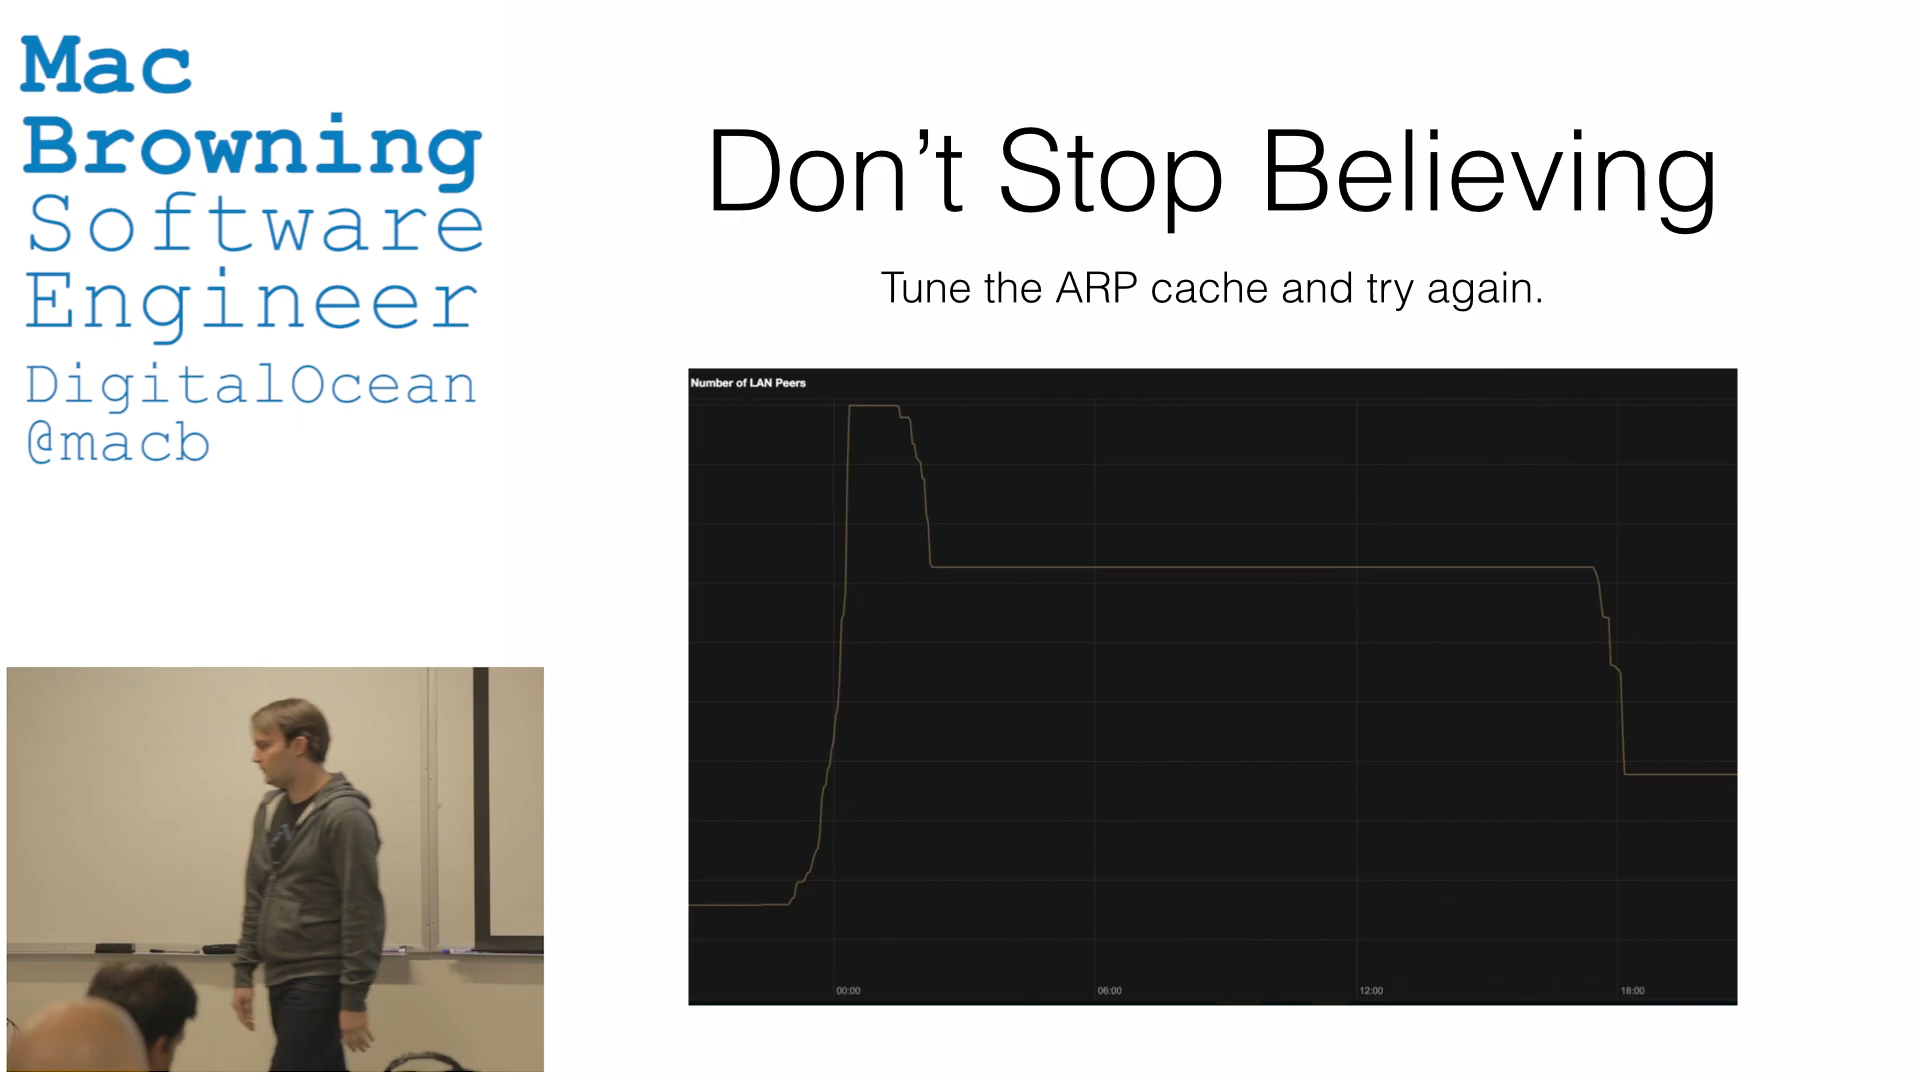 Mac
Browning
Software
Engineer
DigitalOcean
@macb
Don’t Stop Believing
Tune the ARP cache and try again.
Number of LAN Peers
00:00
06:00
12:00
18:00